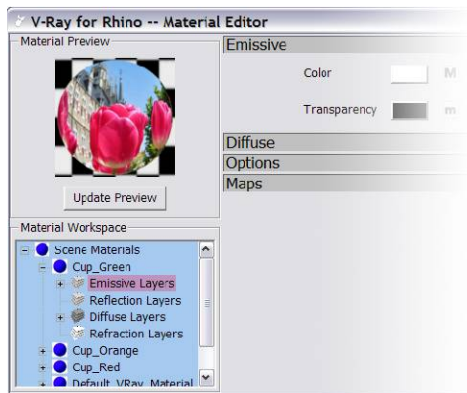 V-Ray for Rhino -- Material Editor
Material Preview
Update Preview
Material Workspace
Scene Materials
Cup_Green
Emissive Layers
Reflection Layers
Diffuse Layers
Refraction Layers
Cup_Orange
Cup_Red
Default_VRay_Material
Emissive
Color M
Transparency m
Diffuse
Options
Maps